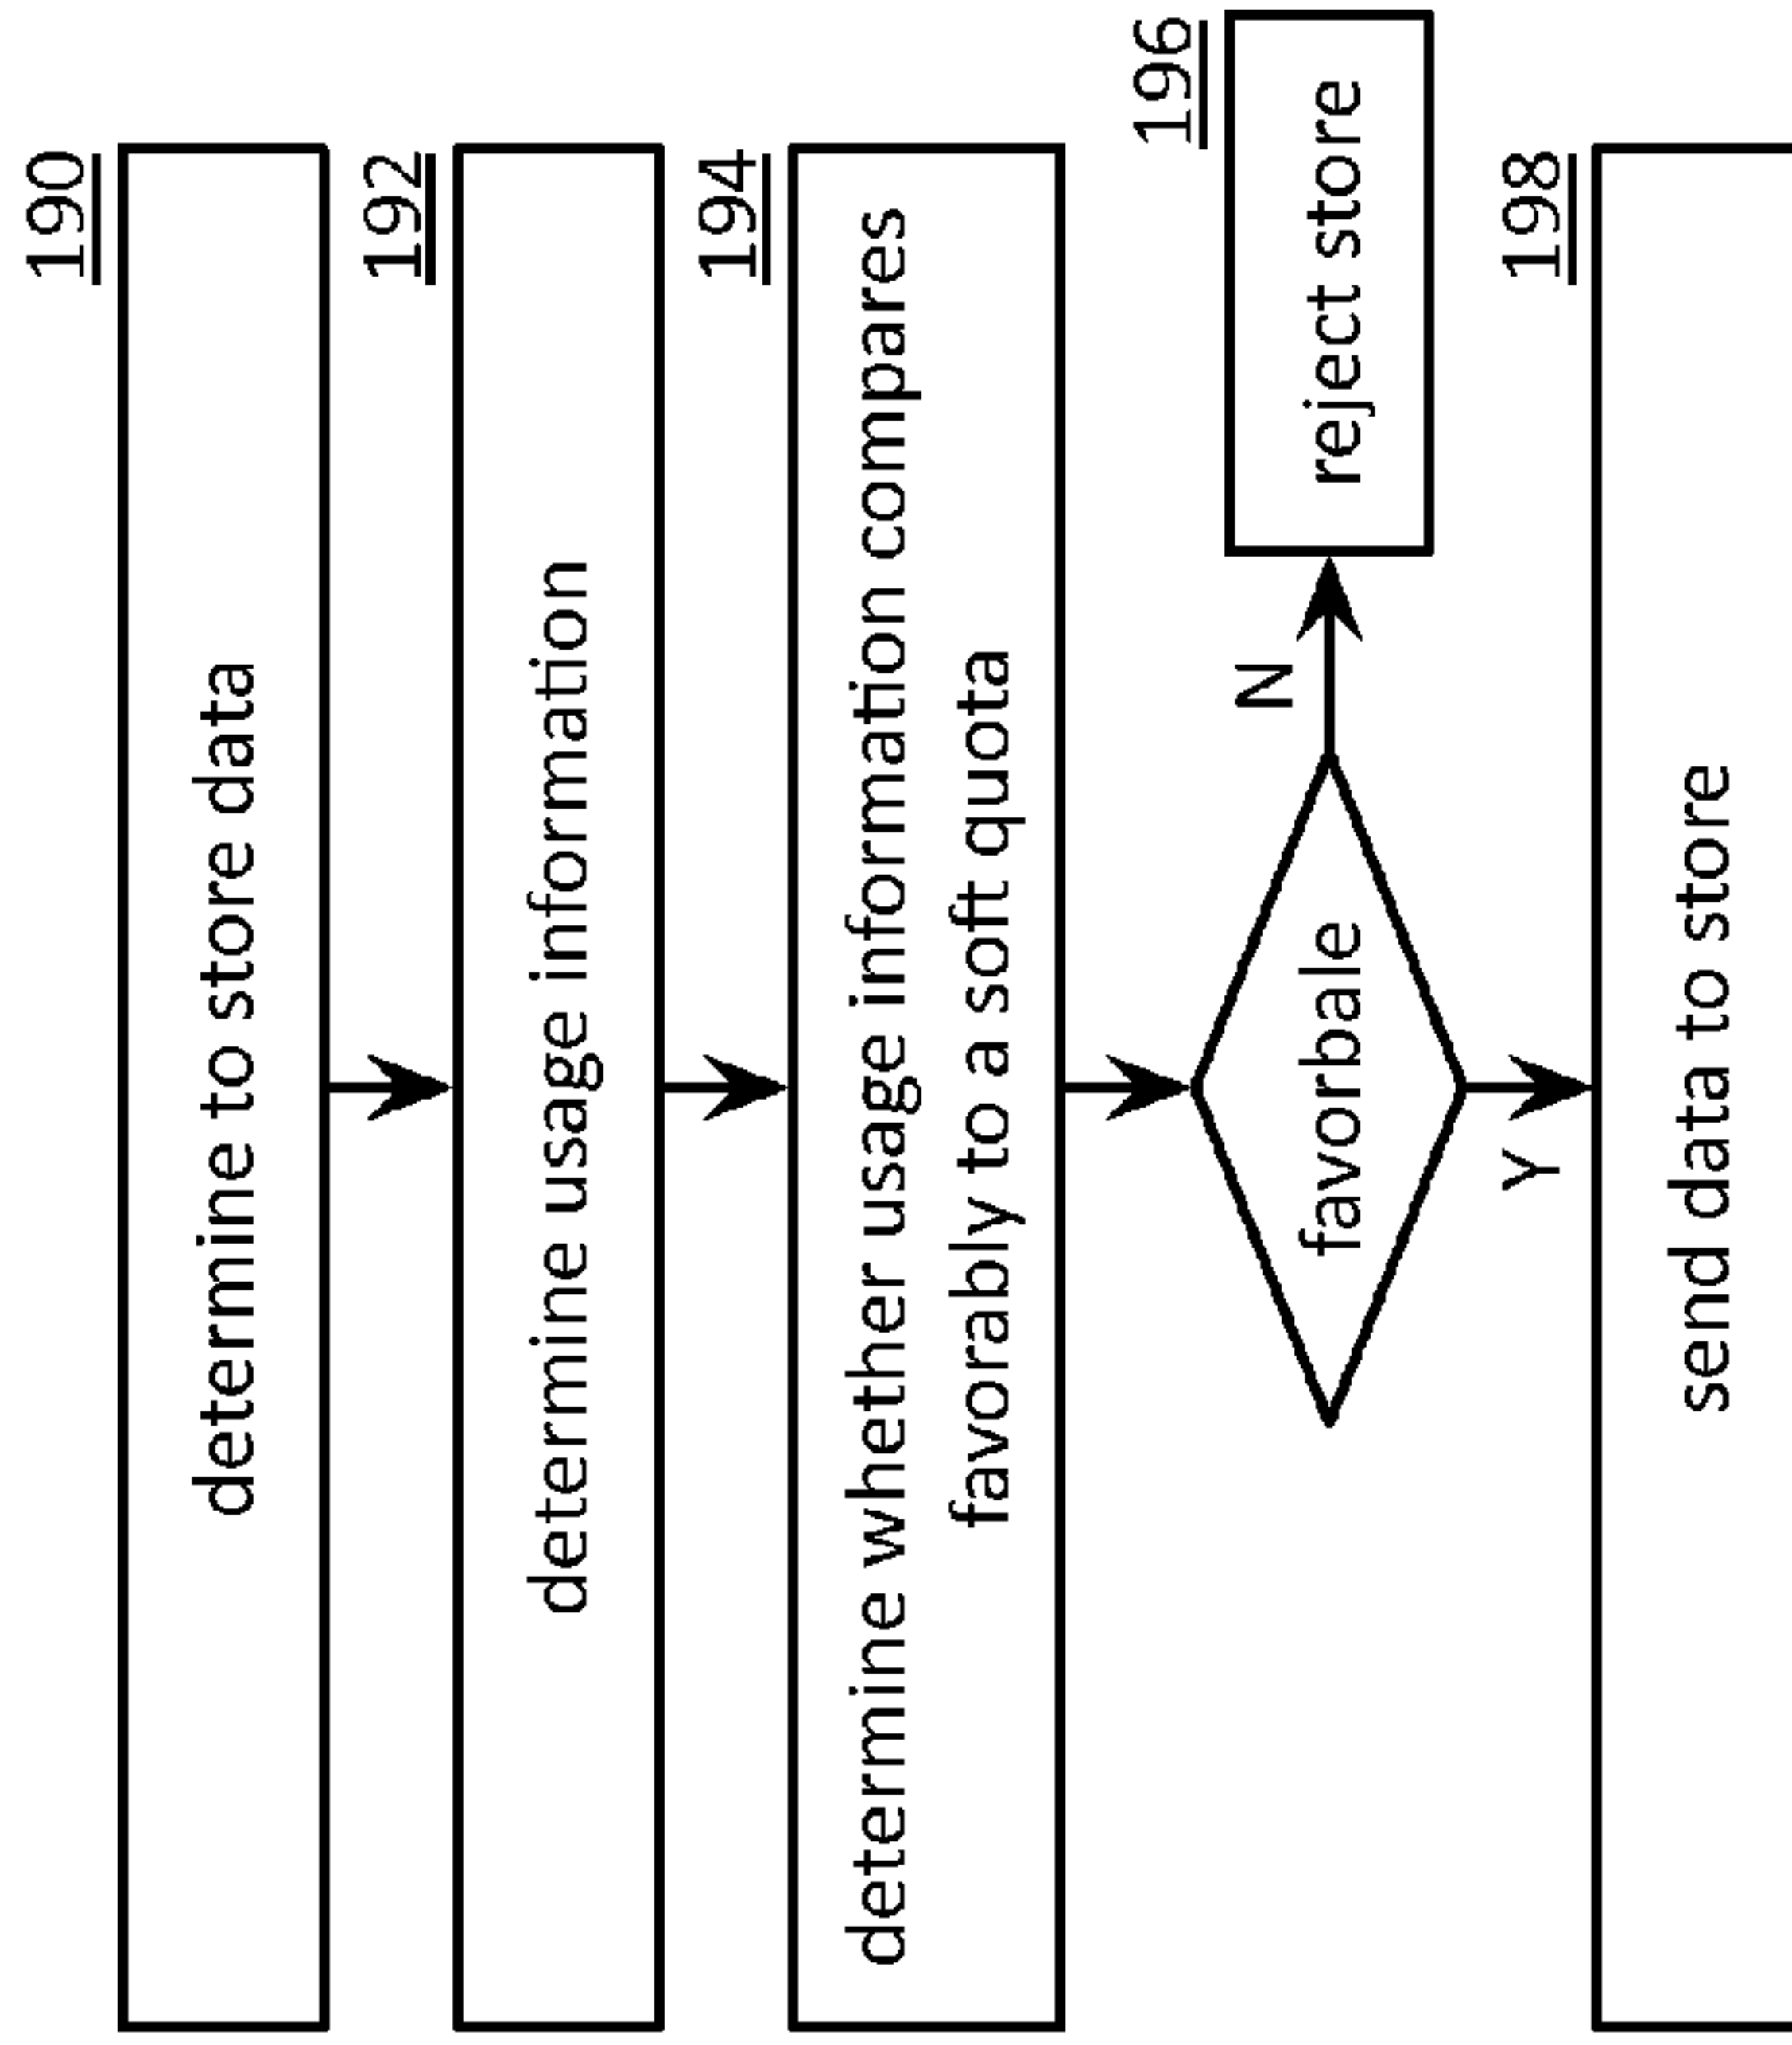 190
determine to store data
192
determine usage information
194
determine whether usage information compares
favorably to a soft quota
favorbale
N
196
reject store
Y
198
send data to store